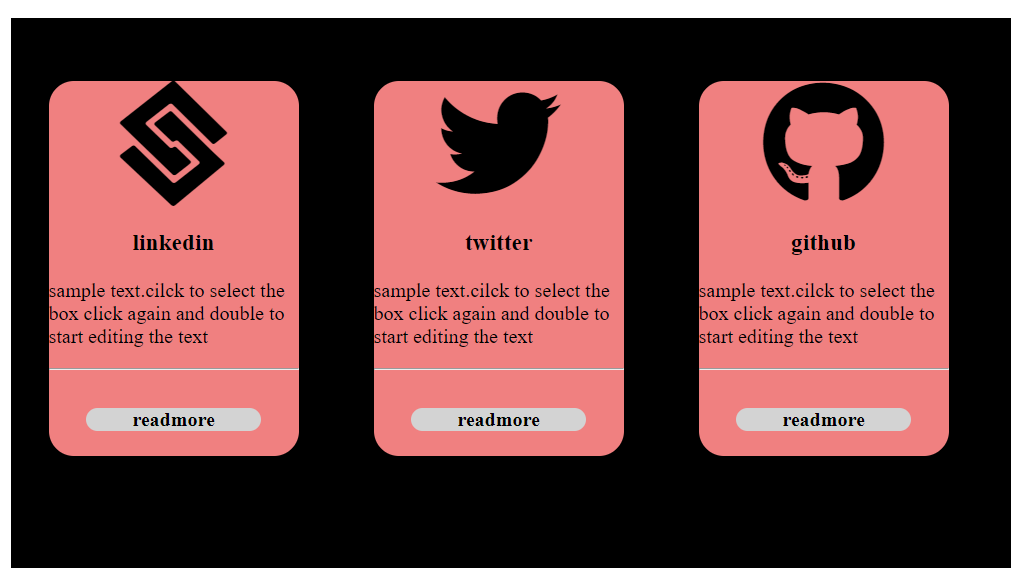 linkedin
sample text.cilck to select the
box click again and double to
start editing the text
readmore
twitter
sample text.cilck to select the
box click again and double to
start editing the text
readmore
github
sample text.cilck to select the
box click again and double to
start editing the text
readmore